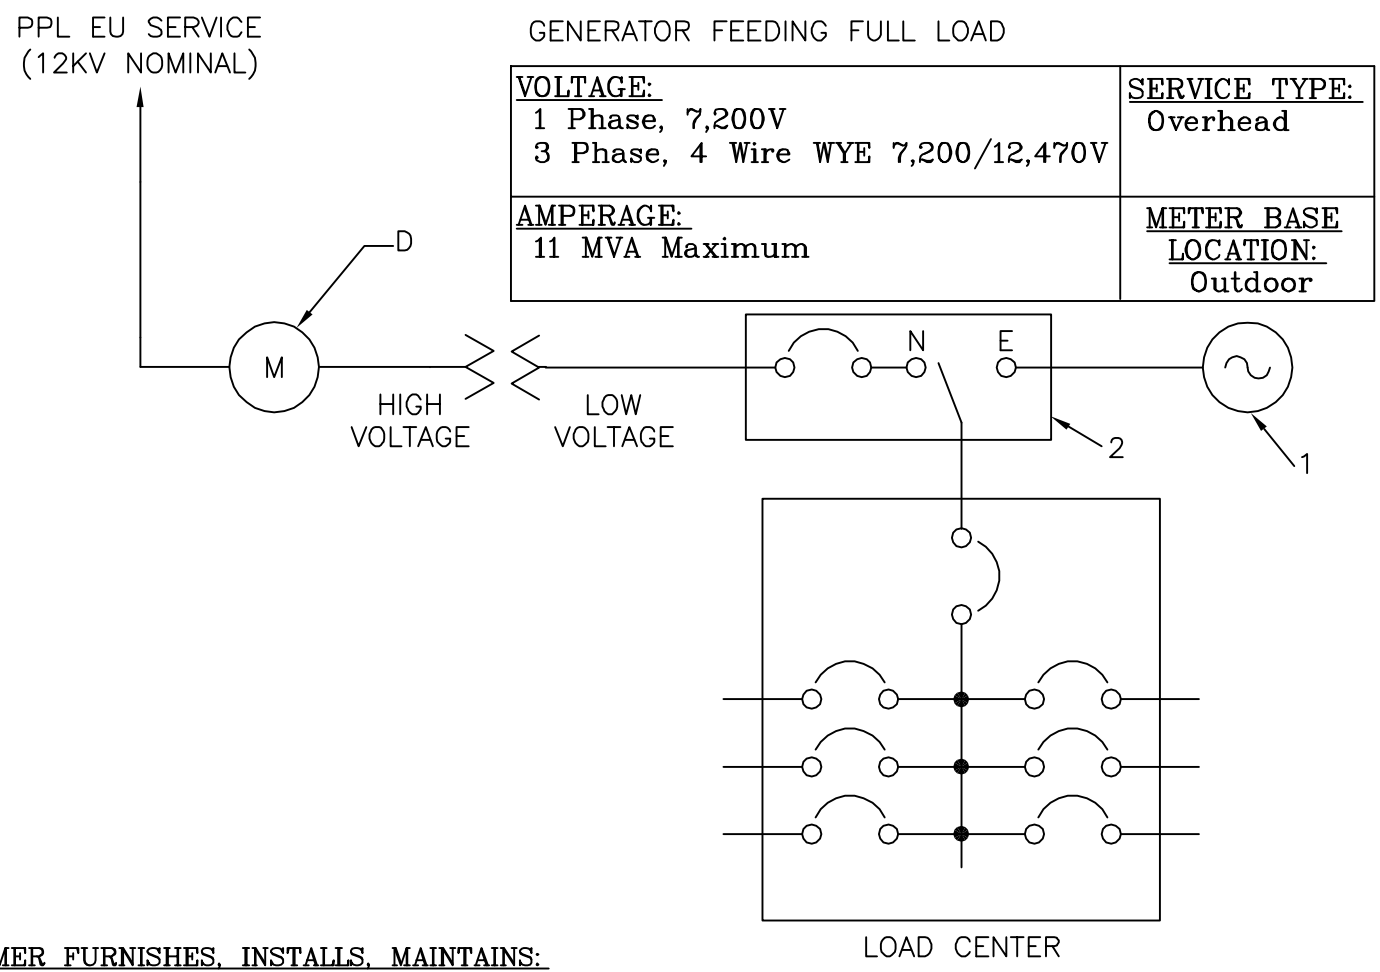 PPL EU SERVICE
(12KV NOMINAL)
GENERATOR FEEDING FULL LOAD
VOLTAGE:
1 Phase, 7,200V
3 Phase, 4 Wire WYE 7,200/12,470V
SERVICE TYPE:
Overhead
AMPERAGE:
11 MVA Maximum
METER BASE
LOCATION:
Outdoor
D
M
HIGH
VOLTAGE
LOW
VOLTAGE
N
E
2
1
LOAD CENTER
FURNISHES, INSTALLS, MAINTAINS: